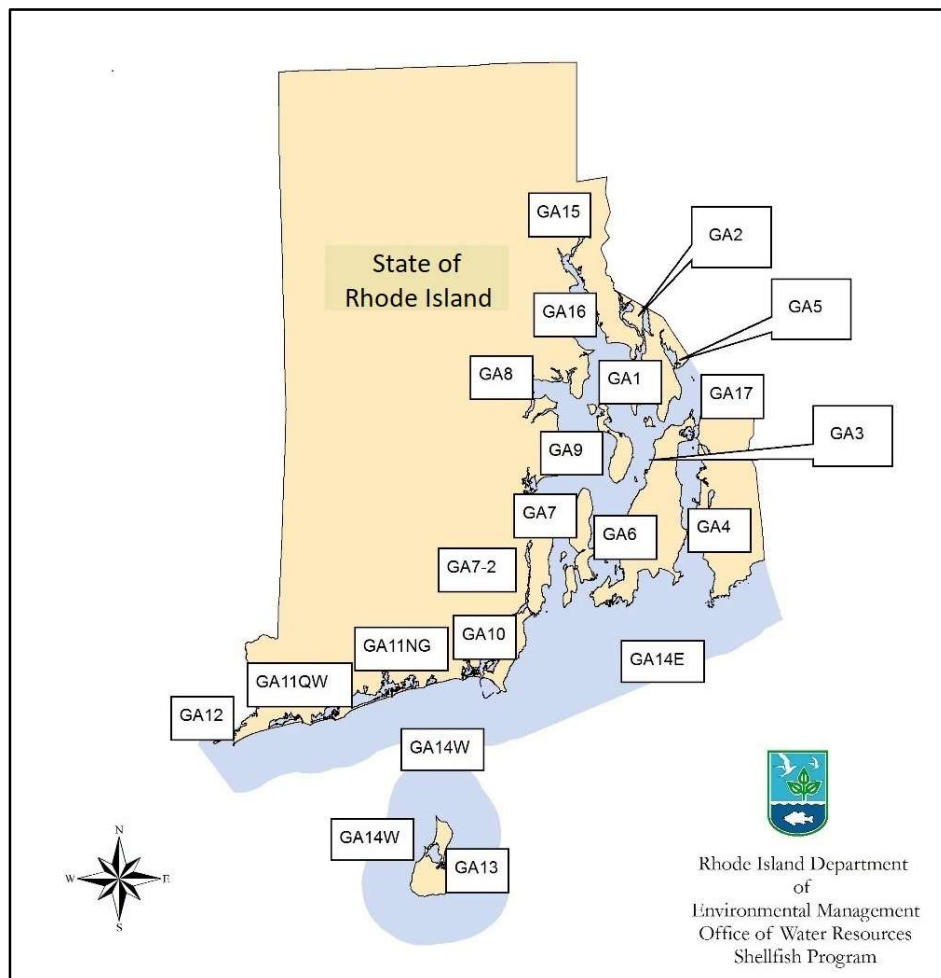 GA15
GA2
State of
Rhode Island
GA5
GA16
GA8
GA1
GA17
GA3
GA9
GA7
GA6
GA4
GA7-2
GA10
GA11NG
GA14E
GA11QW
GA12
GA14W
GA14W
GA13
N
W
E
S
Rhode Island Department
of
Environmental Management
Office of Water Resources
Shellfish Program